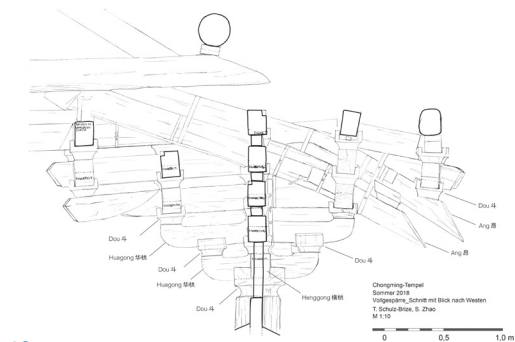 Dou 斗
Ang 昂
Dou 斗
Huagong 华栱
Ang 昂
Dou 斗
Dou 斗
Huagong 华栱
Henggong 横栱
Dou 斗
Chongming-Tempel
Sommer 2018
Vollgespärre_Schnitt mit Blick nach Westen
T. Schulz-Brize, S. Zhao
M 1:10
0 0,5 1,0 m